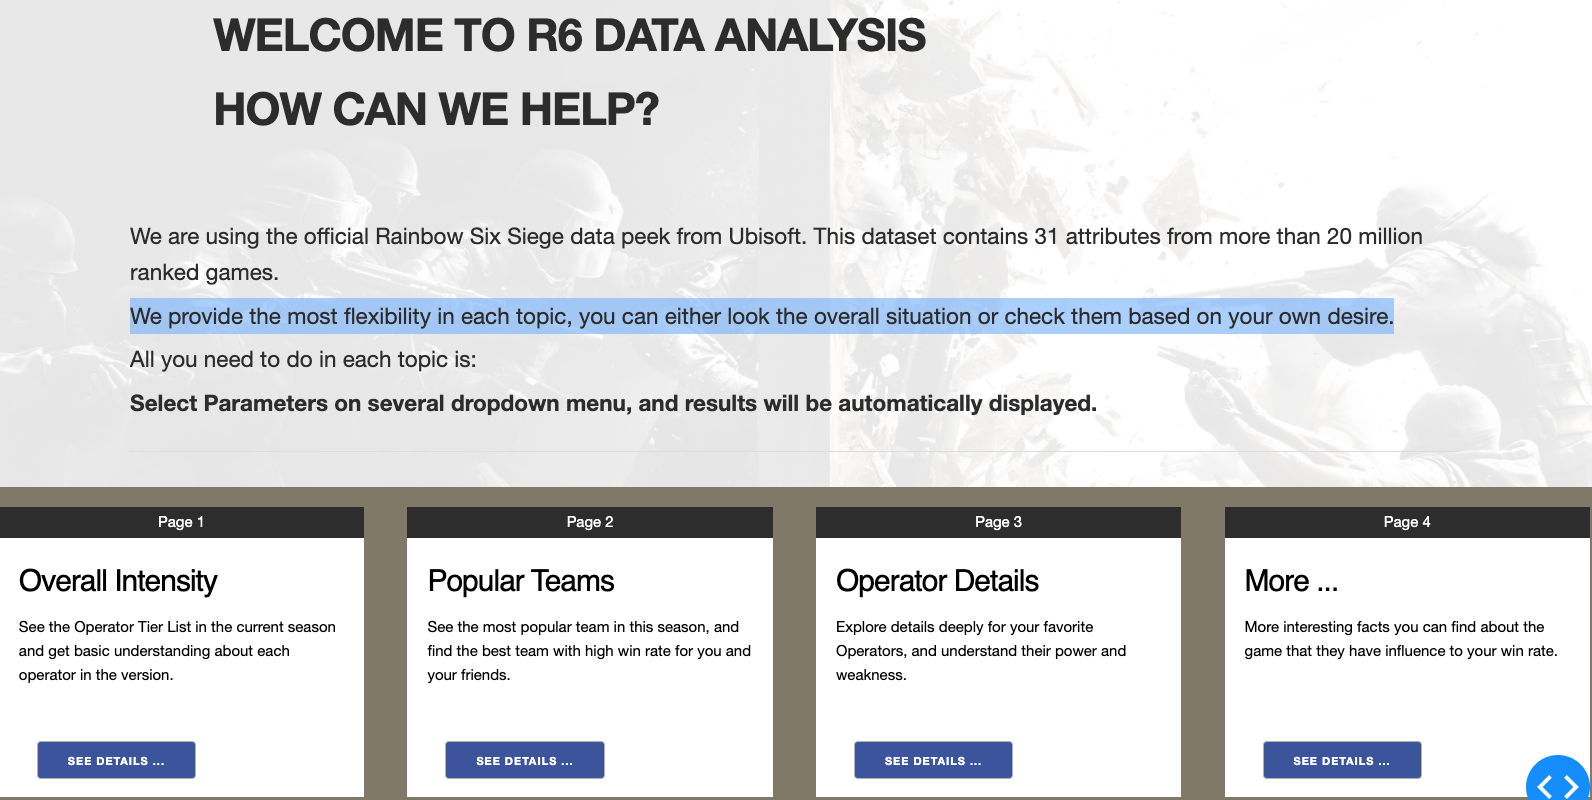 WELCOME TO R6 DATA ANALYSIS
HOW CAN WE HELP?
We are using the official Rainbow Six Siege data peek from Ubisoft. This dataset contains 31 attributes from more than 20 million
ranked games.
We provide the most flexibility in each topic, you can either look the overall situation or check them based on your own desire.
All you need to do in each topic is:
Select Parameters on several dropdown menu, and results will be automatically displayed.
Page 1
Overall Intensity
See the Operator Tier List in the current season
and get basic understanding about each
operator in the version.
SEE DETAILS ...
Page 2
Popular Teams
See the most popular team in this season, and
find the best team with high win rate for you and
your friends.
SEE DETAILS ...
Page 3
Operator Details
Explore details deeply for your favorite
Operators, and understand their power and
weakness.
SEE DETAILS ...
Page 4
More ...
More interesting facts you can find about the
game that they have influence to your win rate.
SEE DETAILS ...